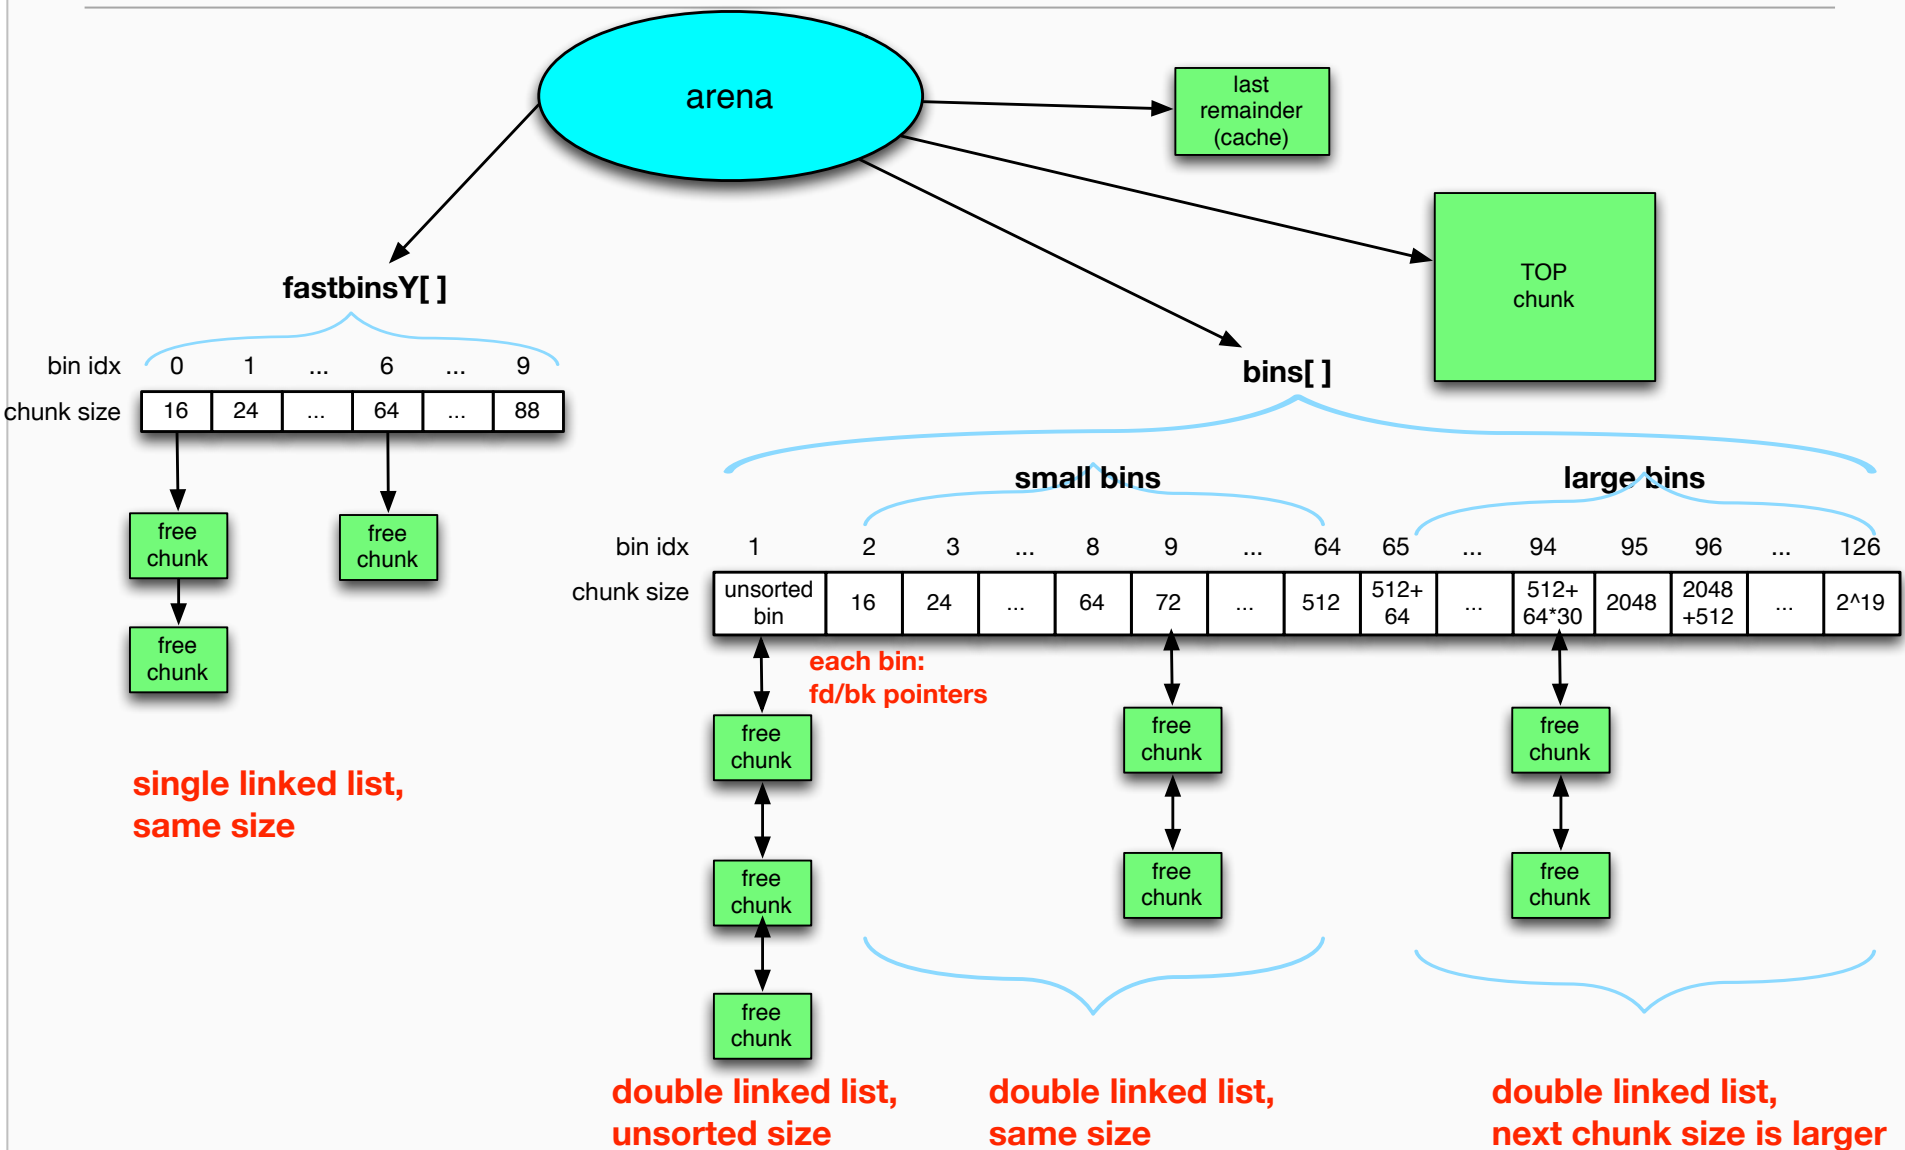 arena
last
remainder
(cache)
TOP
chunk
fastbinsY[ ]
bin idx 0 1 ... 6 ... 9
chunk size 16 24 ... 64 ... 88
free
chunk
free
chunk
free
chunk
single linked list,
same size
bins[ ]
small bins large bins
bin idx 1 2 3 ... 8 9 ... 64 65 ... 94 95 96 ... 126
chunk size unsorted bin 16 24 ... 64 72 ... 512 512+ 64 ... 512+ 64*30 2048 2048 +512 ... 2^19
each bin:
fd/bk pointers
free
chunk
free
chunk
free
chunk
double linked list,
unsorted size
free
chunk
free
chunk
double linked list,
same size
free
chunk
free
chunk
double linked list,
next chunk size is larger